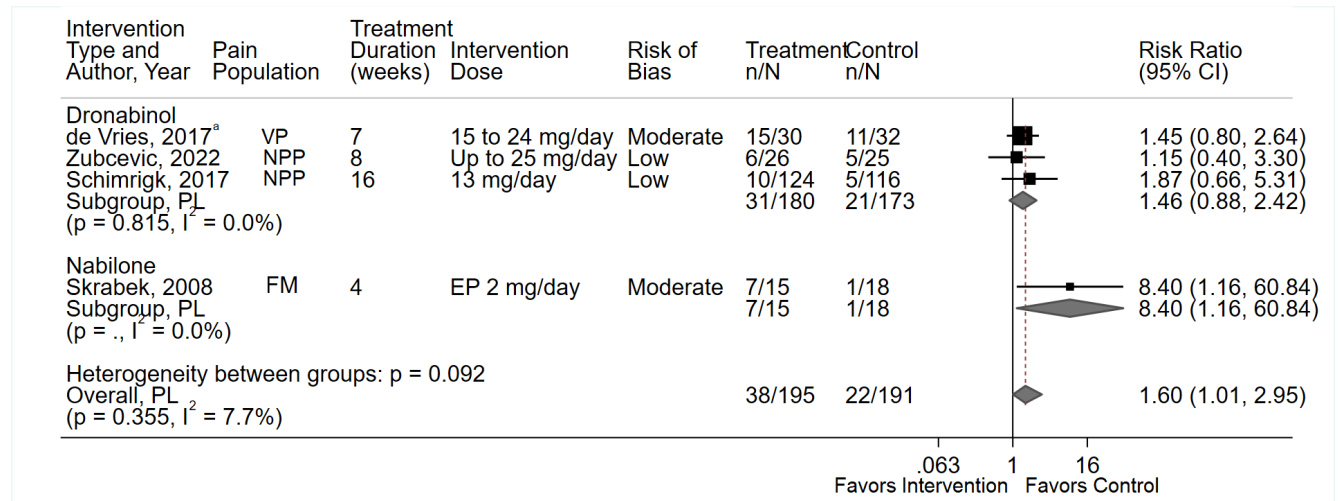 Intervention Type and Author, Year Pain Population Treatment Duration (weeks) Intervention Dose Risk of Bias Treatment n/N Control n/N Risk Ratio (95% CI)
Dronabinol
de Vries, 2017ᵃ VP 7 15 to 24 mg/day Moderate 15/30 11/32 1.45 (0.80, 2.64)
Zubcevic, 2022 NPP 8 Up to 25 mg/day Low 6/26 5/25 1.15 (0.40, 3.30)
Schimrigk, 2017 NPP 16 13 mg/day Low 10/124 5/116 1.87 (0.66, 5.31)
Subgroup, PL 31/180 21/173 1.46 (0.88, 2.42)
(p = 0.815, I² = 0.0%)
Nabilone
Skrabek, 2008 FM 4 EP 2 mg/day Moderate 7/15 1/18 8.40 (1.16, 60.84)
Subgroup, PL 7/15 1/18 8.40 (1.16, 60.84)
(p = ., I² = 0.0%)
Heterogeneity between groups: p = 0.092
Overall, PL 38/195 22/191 1.60 (1.01, 2.95)
(p = 0.355, I² = 7.7%)
.063 1 16
Favors Intervention Favors Control